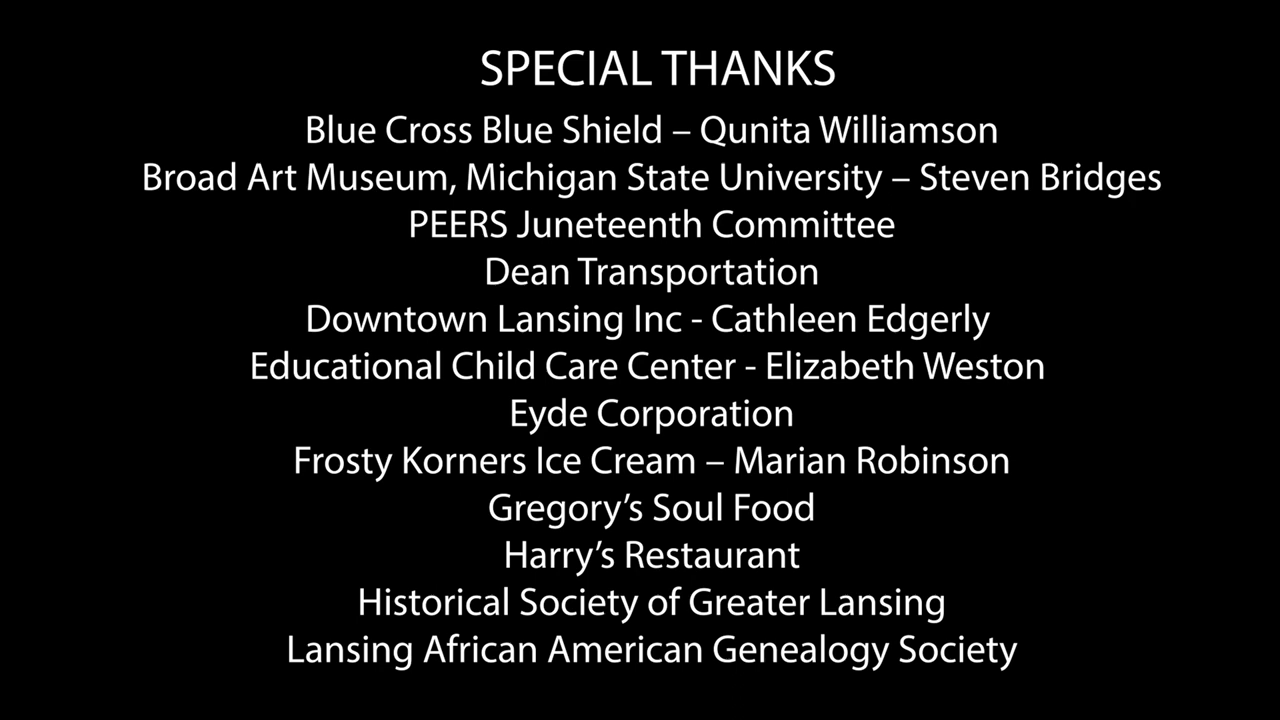 SPECIAL THANKS
Blue Cross Blue Shield – Qunita Williamson
Broad Art Museum, Michigan State University – Steven Bridges
PEERS Juneteenth Committee
Dean Transportation
Downtown Lansing Inc - Cathleen Edgerly
Educational Child Care Center - Elizabeth Weston
Eyde Corporation
Frosty Korners Ice Cream – Marian Robinson
Gregory’s Soul Food
Harry’s Restaurant
Historical Society of Greater Lansing
Lansing African American Genealogy Society